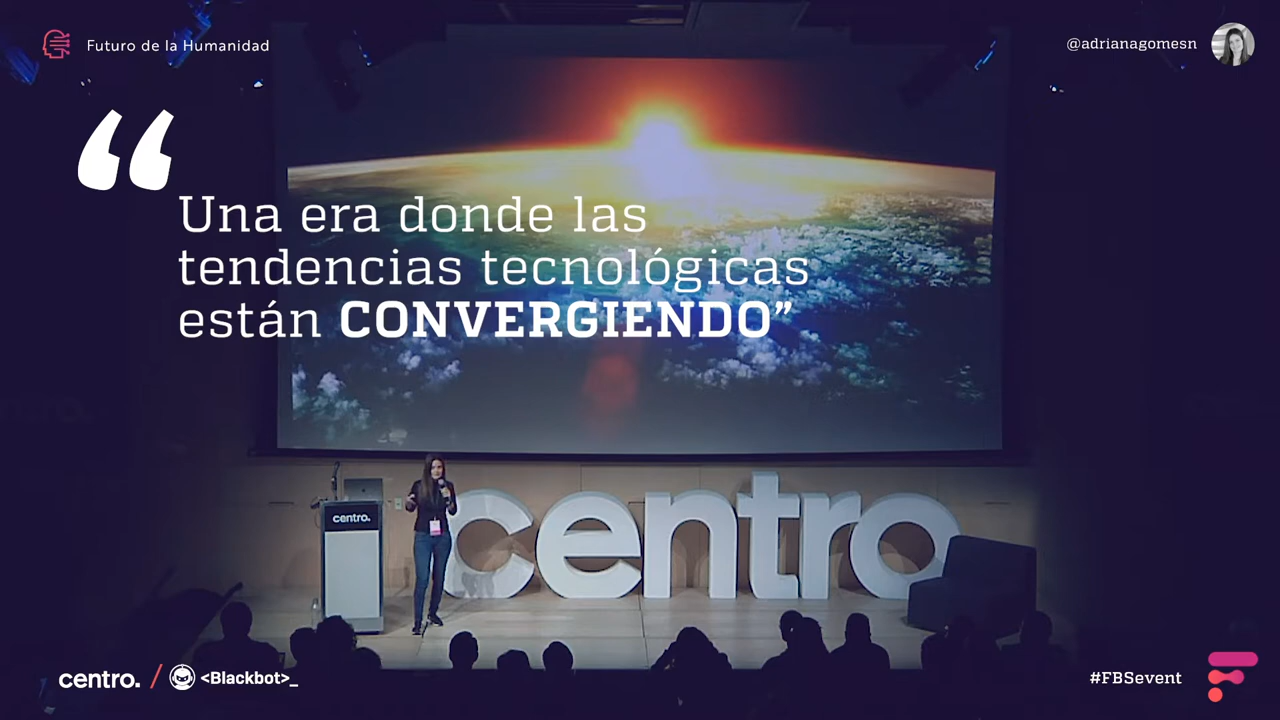 Futuro de la Humanidad
@adrianagomesn
“
Una era donde las
tendencias tecnológicas
están CONVERGIENDO”
centro.
centro
centro. / <Blackbot>_
#FBSevent